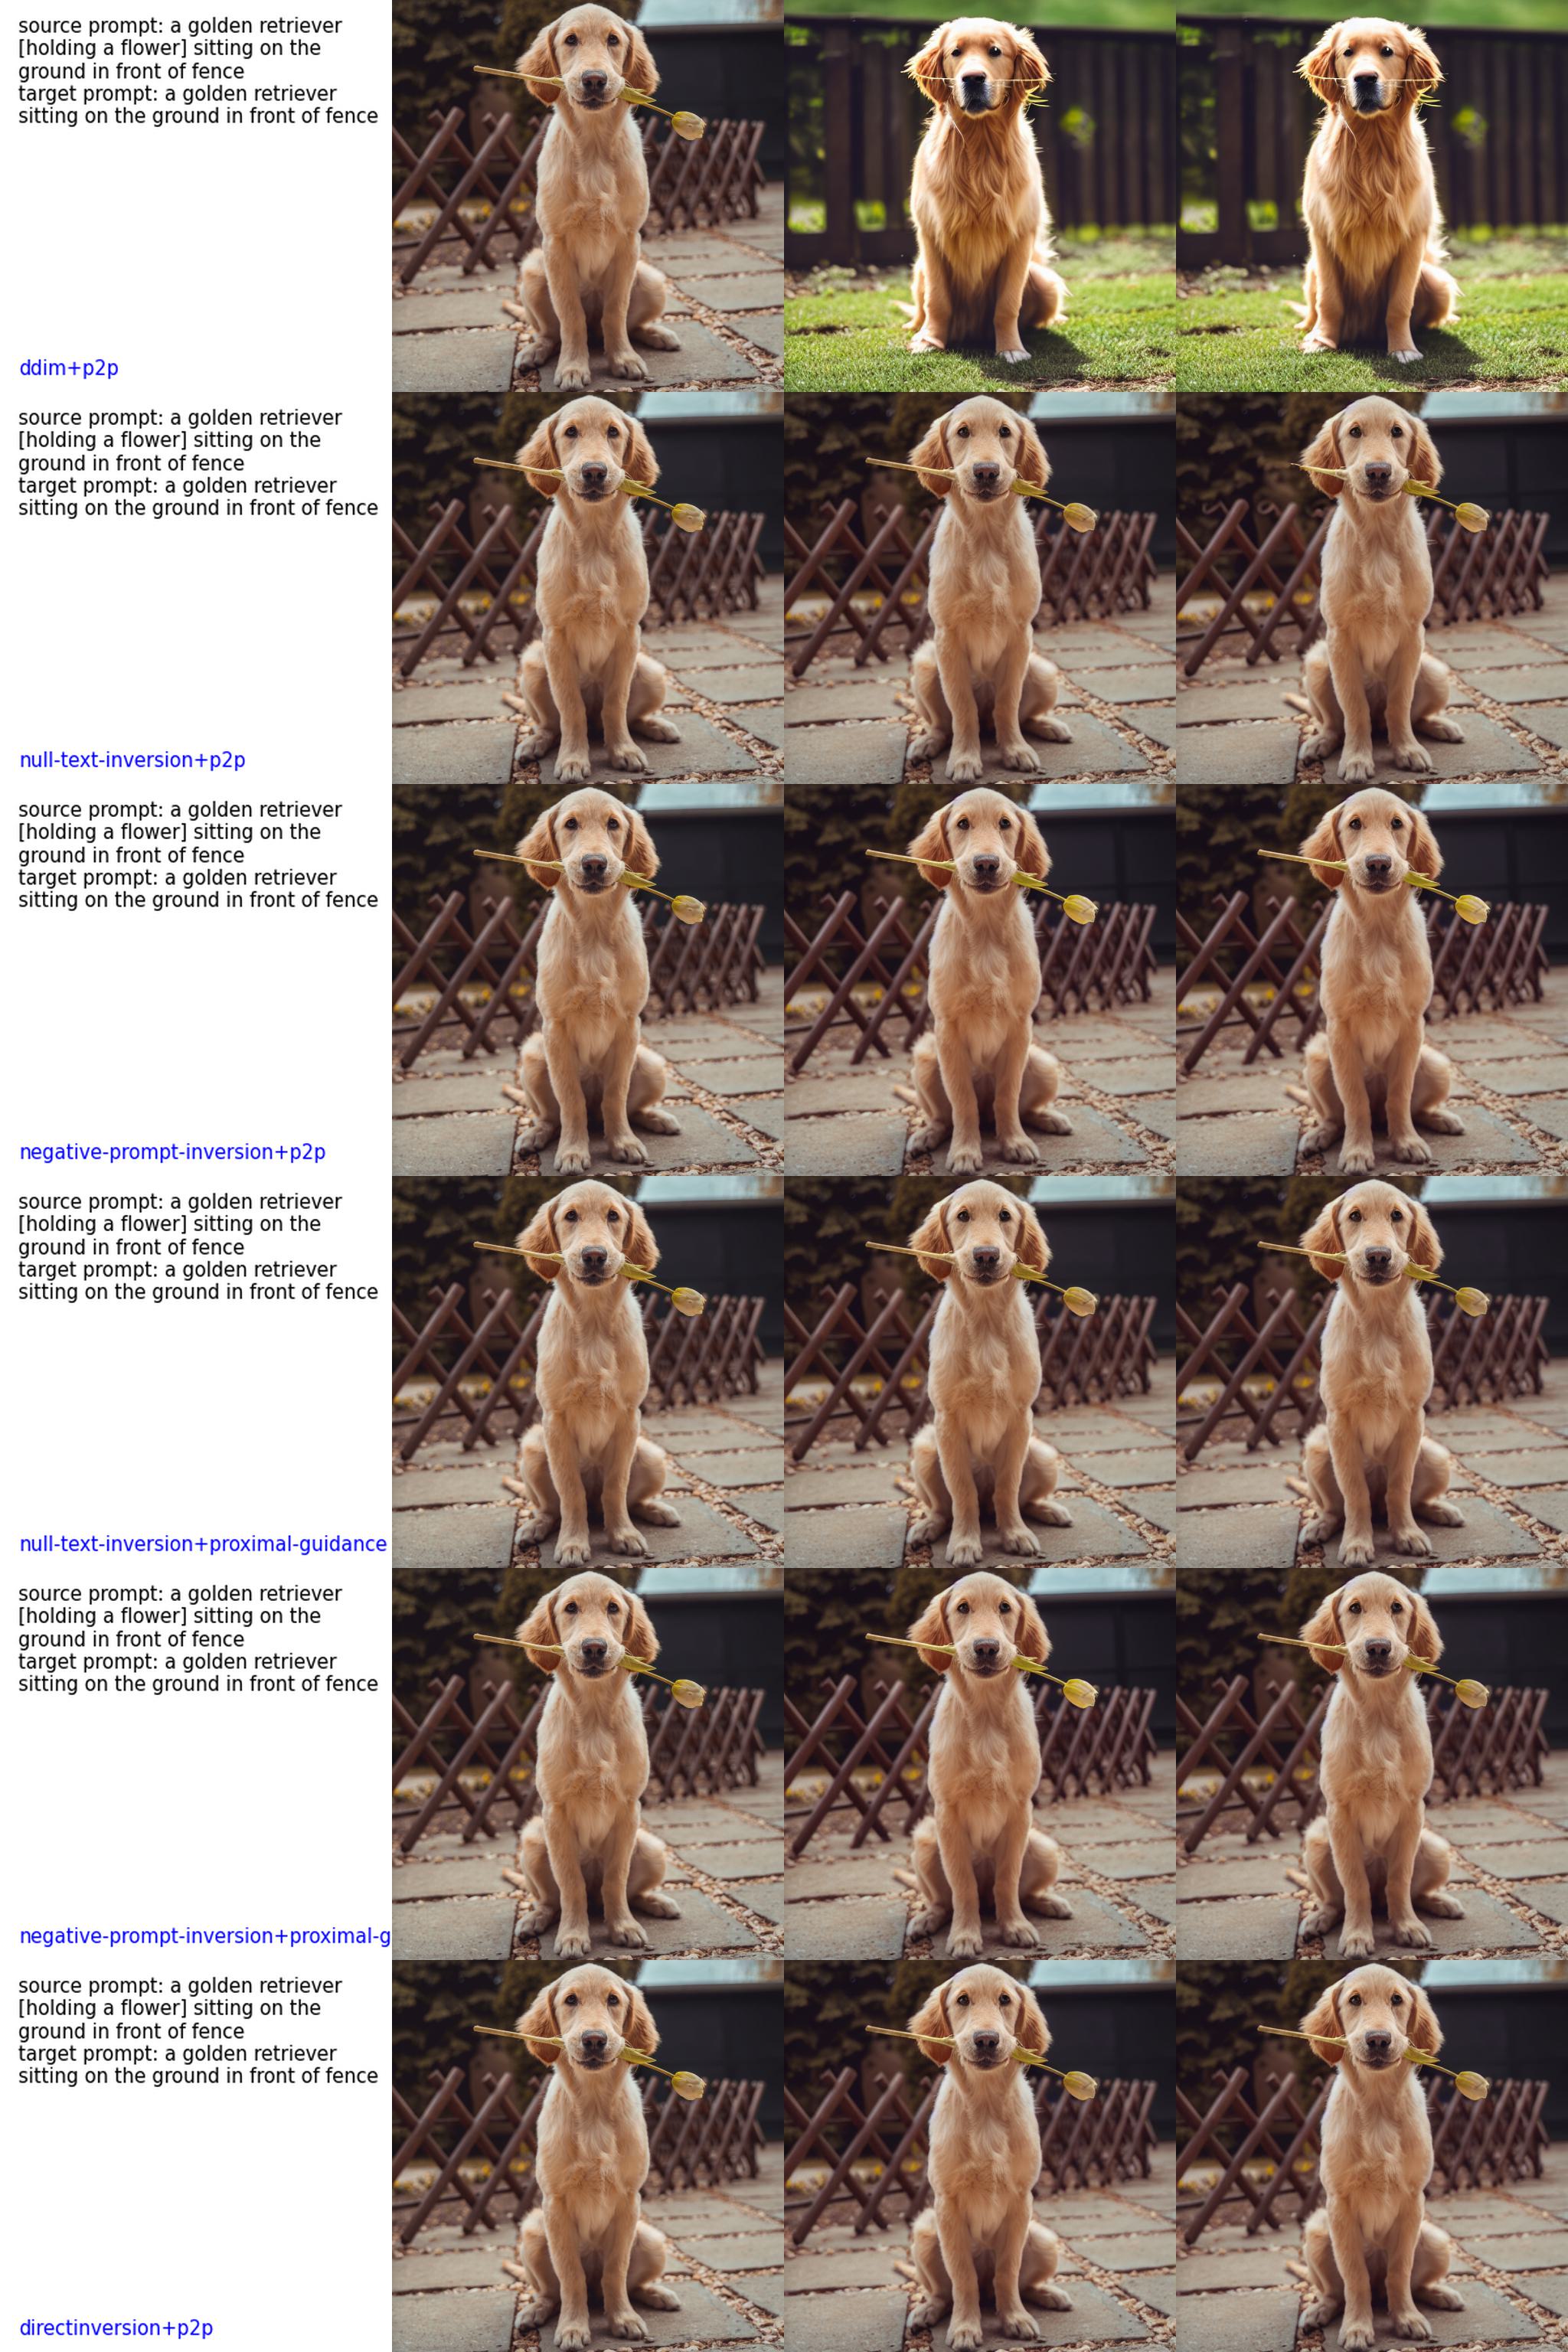 source prompt: a golden retriever
[holding a flower] sitting on the
ground in front of fence
target prompt: a golden retriever
sitting on the ground in front of fence
ddim+p2p
source prompt: a golden retriever
[holding a flower] sitting on the
ground in front of fence
target prompt: a golden retriever
sitting on the ground in front of fence
null-text-inversion+p2p
source prompt: a golden retriever
[holding a flower] sitting on the
ground in front of fence
target prompt: a golden retriever
sitting on the ground in front of fence
negative-prompt-inversion+p2p
source prompt: a golden retriever
[holding a flower] sitting on the
ground in front of fence
target prompt: a golden retriever
sitting on the ground in front of fence
null-text-inversion+proximal-guidance
source prompt: a golden retriever
[holding a flower] sitting on the
ground in front of fence
target prompt: a golden retriever
sitting on the ground in front of fence
negative-prompt-inversion+proximal-g
source prompt: a golden retriever
[holding a flower] sitting on the
ground in front of fence
target prompt: a golden retriever
sitting on the ground in front of fence
directinversion+p2p